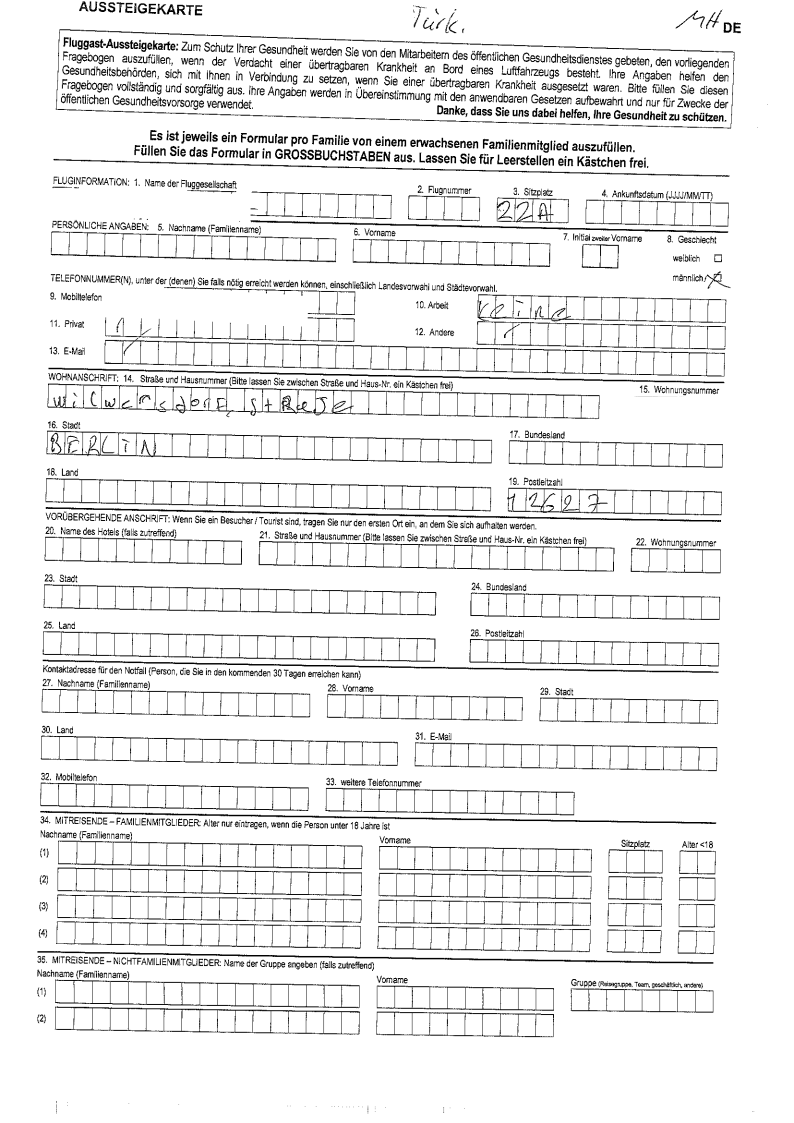 AUSSTEIGEKARTE Türk. MH DE
Fluggast-Aussteigekarte: Zum Schutz Ihrer Gesundheit werden Sie von den Mitarbeitern des öffentlichen Gesundheitsdienstes gebeten, den vorliegenden
Fragebogen auszufüllen, wenn der Verdacht einer übertragbaren Krankheit an Bord eines Luftfahrzeugs besteht. Ihre Angaben helfen den
Gesundheitsbehörden, sich mit Ihnen in Verbindung zu setzen, wenn Sie einer übertragbaren Krankheit ausgesetzt waren. Bitte füllen Sie diesen
Fragebogen vollständig und sorgfältig aus. Ihre Angaben werden in Übereinstimmung mit den anwendbaren Gesetzen aufbewahrt und nur für Zwecke der
öffentlichen Gesundheitsvorsorge verwendet. Danke, dass Sie uns dabei helfen, Ihre Gesundheit zu schützen.
Es ist jeweils ein Formular pro Familie von einem erwachsenen Familienmitglied auszufüllen.
Füllen Sie das Formular in GROSSBUCHSTABEN aus. Lassen Sie für Leerstellen ein Kästchen frei.
FLUGINFORMATION: 1. Name der Fluggesellschaft 2. Flugnummer 3. Sitzplatz 4. Ankunftsdatum (JJJJ/MM/TT)
22A
PERSÖNLICHE ANGABEN: 5. Nachname (Familienname) 6. Vorname 7. Initial zweiter Vorname 8. Geschlecht
weiblich
männlich
TELEFONNUMMER(N), unter der (denen) Sie falls nötig erreicht werden können, einschließlich Landesvorwahl und Städtevorwahl.
9. Mobiltelefon 10. Arbeit keine
11. Privat 12. Andere
13. E-Mail
WOHNANSCHRIFT: 14. Straße und Hausnummer (Bitte lassen Sie zwischen Straße und Haus-Nr. ein Kästchen frei) 15. Wohnungsnummer
16. Stadt 17. Bundesland
BERLIN
18. Land 19. Postleitzahl
12627
VORÜBERGEHENDE ANSCHRIFT: Wenn Sie ein Besucher / Tourist sind, tragen Sie nur den ersten Ort ein, an dem Sie sich aufhalten werden.
20. Name des Hotels (falls zutreffend) 21. Straße und Hausnummer (Bitte lassen Sie zwischen Straße und Haus-Nr. ein Kästchen frei) 22. Wohnungsnummer
23. Stadt 24. Bundesland
25. Land 26. Postleitzahl
Kontaktadresse für den Notfall (Person, die Sie in den kommenden 30 Tagen erreichen kann)
27. Nachname (Familienname) 28. Vorname 29. Stadt
30. Land 31. E-Mail
32. Mobiltelefon 33. weitere Telefonnummer
34. MITREISENDE – FAMILIENMITGLIEDER: Alter nur eintragen, wenn die Person unter 18 Jahre ist
Nachname (Familienname) Vorname Sitzplatz Alter <18
(1)
(2)
(3)
(4)
35. MITREISENDE – NICHTFAMILIENMITGLIEDER: Name der Gruppe angeben (falls zutreffend)
Nachname (Familienname) Vorname Gruppe (Reisegruppe, Team, geschäftlich, andere)
(1)
(2)